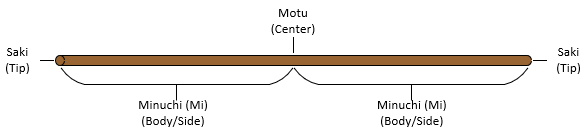 Motu
(Center)
Saki
(Tip)
Saki
(Tip)
Minuchi (Mi)
(Body/Side)
Minuchi (Mi)
(Body/Side)